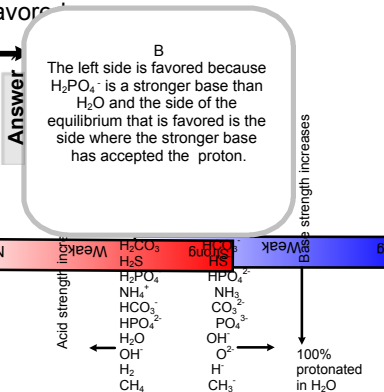 B
The left side is favored because
H₂PO₄⁻ is a stronger base than
H₂O and the side of the
equilibrium that is favored is the
side where the stronger base
has accepted the proton.
Answer
Base strength increases
Weak
Strong
Weak
H₂CO₃ HCO₃⁻
H₂S HS⁻
H₂PO₄ HPO₄²⁻
NH₄⁺ NH₃
HCO₃⁻ CO₃²⁻
HPO₄²⁻ PO₄³⁻
H₂O OH⁻
OH⁻ O²⁻
H₂ H⁻
CH₄ CH₃⁻
Acid strength
100%
protonated
in H₂O